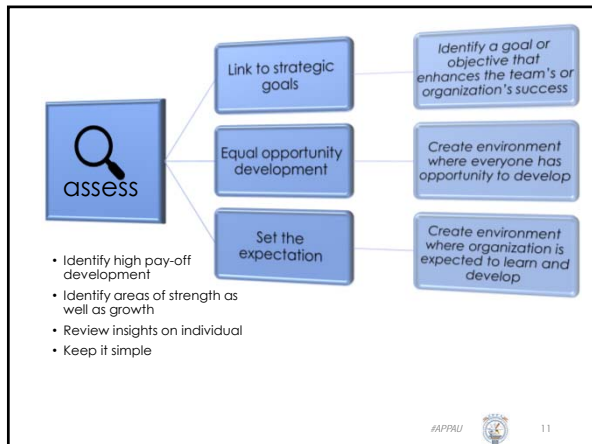 assess
Link to strategic
goals
Identify a goal or
objective that
enhances the team's or
organization's success
Equal opportunity
development
Create environment
where everyone has
opportunity to develop
Set the
expectation
Create environment
where organization is
expected to learn and
develop
• Identify high pay-off
development
• Identify areas of strength as
well as growth
• Review insights on individual
• Keep it simple
#APPAU
11